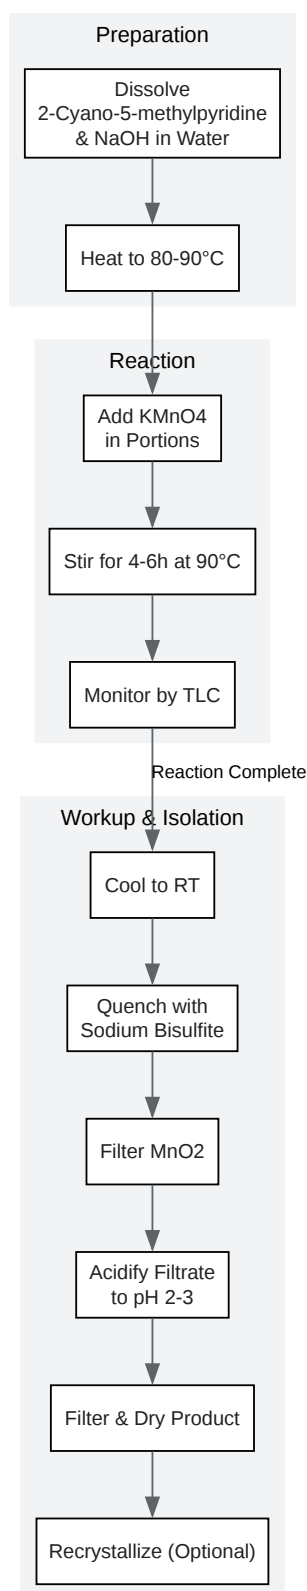 Preparation
Dissolve
2-Cyano-5-methylpyridine
& NaOH in Water
Heat to 80-90°C
Reaction
Add KMnO4
in Portions
Stir for 4-6h at 90°C
Monitor by TLC
Reaction Complete
Workup & Isolation
Cool to RT
Quench with
Sodium Bisulfite
Filter MnO2
Acidify Filtrate
to pH 2-3
Filter & Dry Product
Recrystallize (Optional)